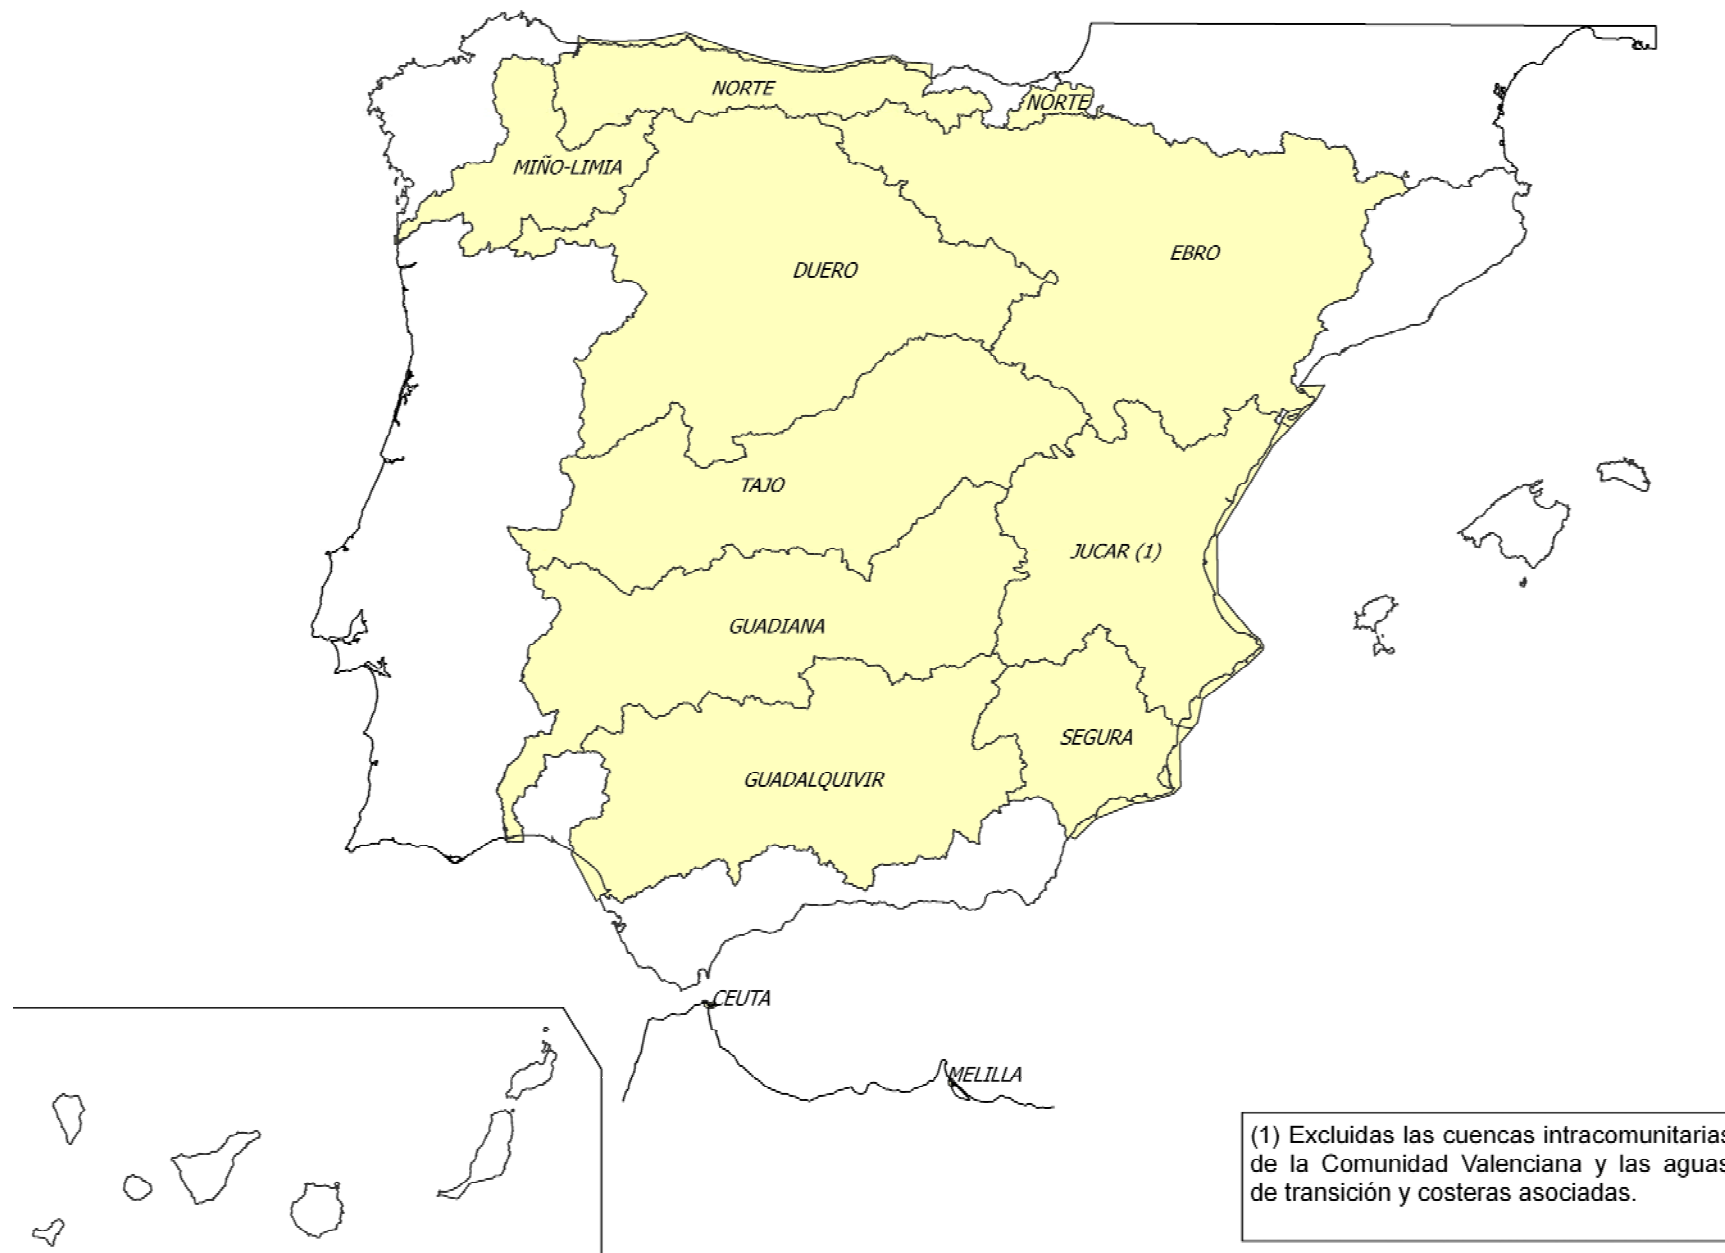 NORTE
NORTE
MIÑO-LIMIA
DUERO
EBRO
TAJO
JUCAR (1)
GUADIANA
SEGURA
GUADALQUIVIR
CEUTA
MELILLA
(1) Excluidas las cuencas intracomunitarias
de la Comunidad Valenciana y las aguas
de transición y costeras asociadas.